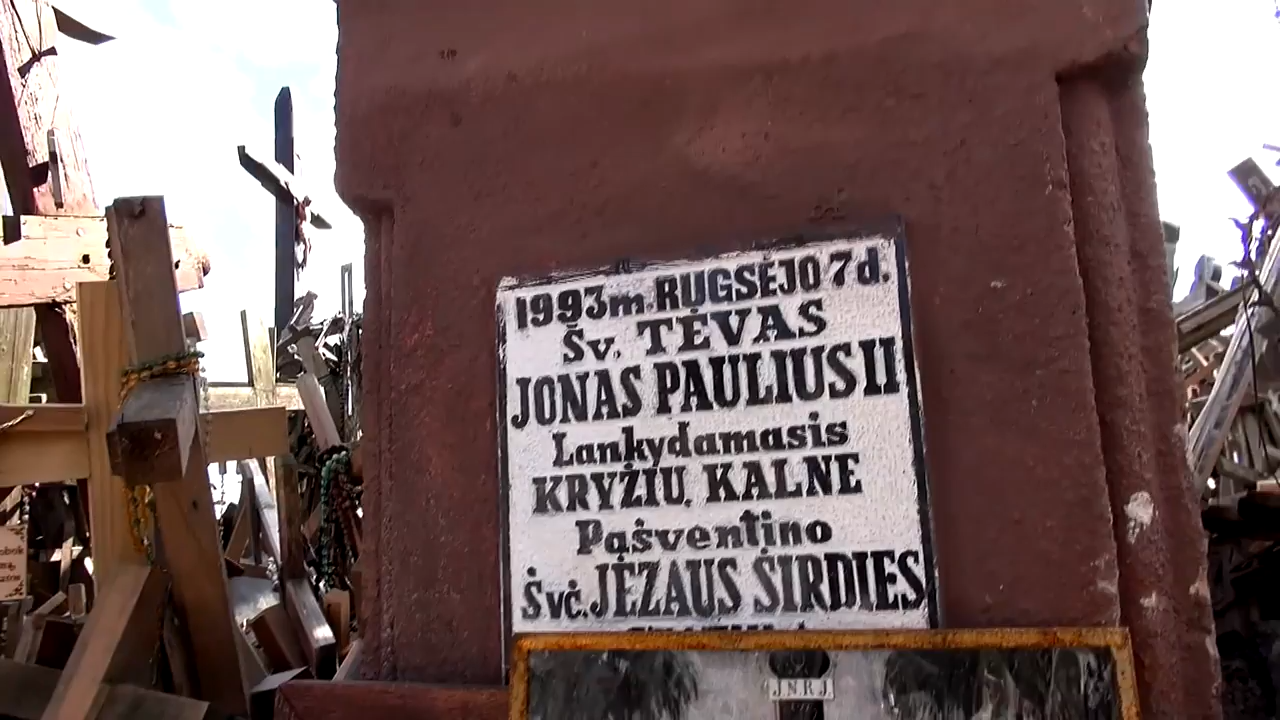 1993m. RUGSĖJO 7d.
Šv. TĖVAS
JONAS PAULIUS II
Lankydamasis
KRYŽIŲ KALNE
Pašventino
Švč. JĖZAUS ŠIRDIES
J.N.R.J.